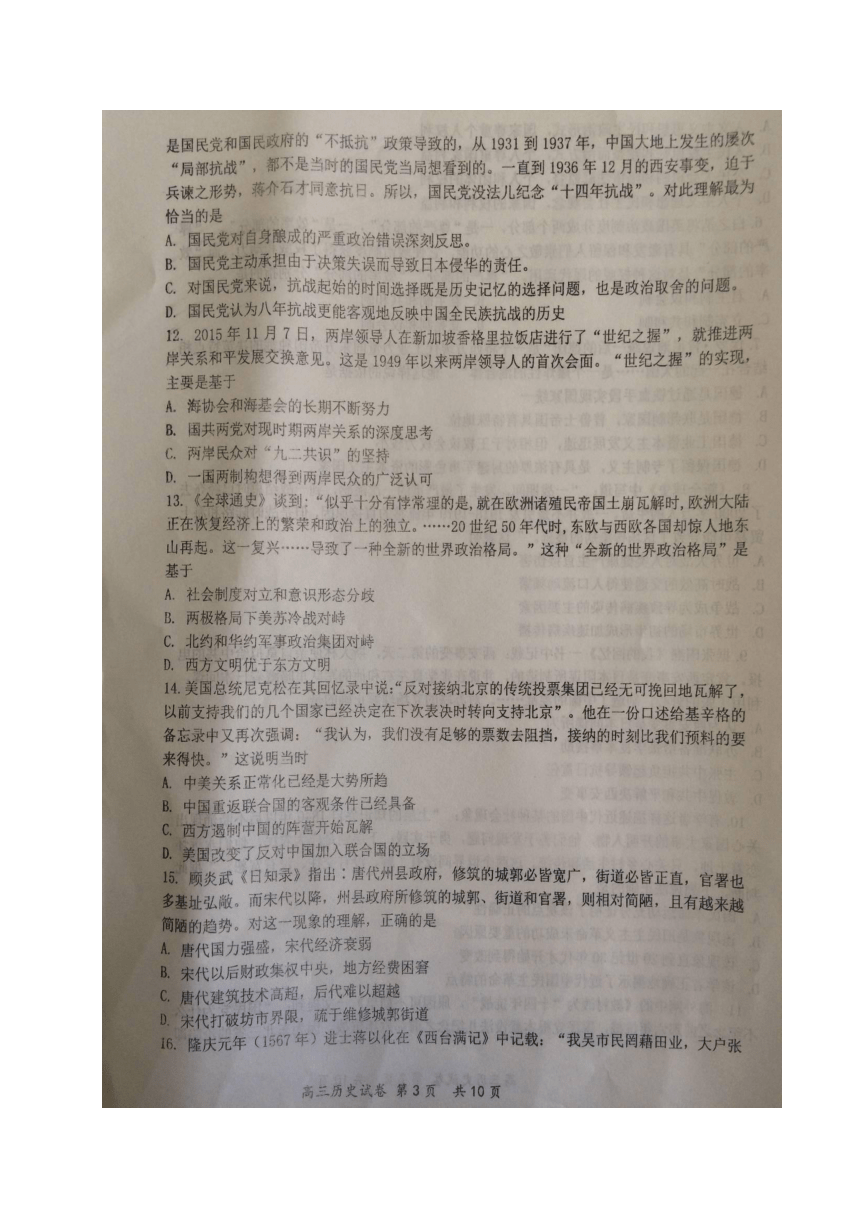 是国民党和国民政府的“不抵抗”政策导致的，从 1931 到 1937 年，中国大地上发生的屡次
“局部抗战”，都不是当时的国民党当局想看到的。一直到 1936 年 12 月的西安事变，迫于
兵谏之形势，蒋介石才同意抗日。所以，国民党没法儿纪念“十四年抗战”。对此理解最为
恰当的是
A. 国民党对自身酿成的严重政治错误深刻反思。
B. 国民党主动承担由于决策失误而导致日本侵华的责任。
C. 对国民党来说，抗战起始的时间选择既是历史记忆的选择问题，也是政治取舍的问题。
D. 国民党认为八年抗战更能客观地反映中国全民族抗战的历史
12. 2015 年 11 月 7 日，两岸领导人在新加坡香格里拉饭店进行了“世纪之握”，就推进两
岸关系和平发展交换意见。这是 1949 年以来两岸领导人的首次会面。“世纪之握”的实现，
主要是基于
A. 海协会和海基会的长期不断努力
B. 国共两党对现时期两岸关系的深度思考
C. 两岸民众对“九二共识”的坚持
D. 一国两制构想得到两岸民众的广泛认可
13.《全球通史》谈到：“似乎十分有悖常理的是，就在欧洲诸殖民帝国土崩瓦解时，欧洲大陆
正在恢复经济上的繁荣和政治上的独立。……20 世纪 50 年代时，东欧与西欧各国却惊人地东
山再起。这一复兴……导致了一种全新的世界政治格局。”这种“全新的世界政治格局”是
基于
A. 社会制度对立和意识形态分歧
B. 两极格局下美苏冷战对峙
C. 北约和华约军事政治集团对峙
D. 西方文明优于东方文明
14. 美国总统尼克松在其回忆录中说：“反对接纳北京的传统投票集团已经无可挽回地瓦解了，
以前支持我们的几个国家已经决定在下次表决时转向支持北京”。他在一份口述给基辛格的
备忘录中又再次强调：“我认为，我们没有足够的票数去阻挡，接纳的时刻比我们预料的要
来得快。”这说明当时
A. 中美关系正常化已经是大势所趋
B. 中国重返联合国的客观条件已经具备
C. 西方遏制中国的阵营开始瓦解
D. 美国改变了反对中国加入联合国的立场
15. 顾炎武《日知录》指出：唐代州县政府，修筑的城郭必皆宽广，街道必皆正直，官署也
多基址弘敞。而宋代以降，州县政府所修筑的城郭、街道和官署，则相对简陋，且有越来越
简陋的趋势。对这一现象的理解，正确的是
A. 唐代国力强盛，宋代经济衰弱
B. 宋代以后财政集权中央，地方经费困窘
C. 唐代建筑技术高超，后代难以超越
D. 宋代打破坊市界限，疏于维修城郭街道
16. 隆庆元年（1567 年）进士蒋以化在《西台满记》中记载：“我吴市民罔藉田业，大户张
高三历史试卷 第 3 页 共 10 页